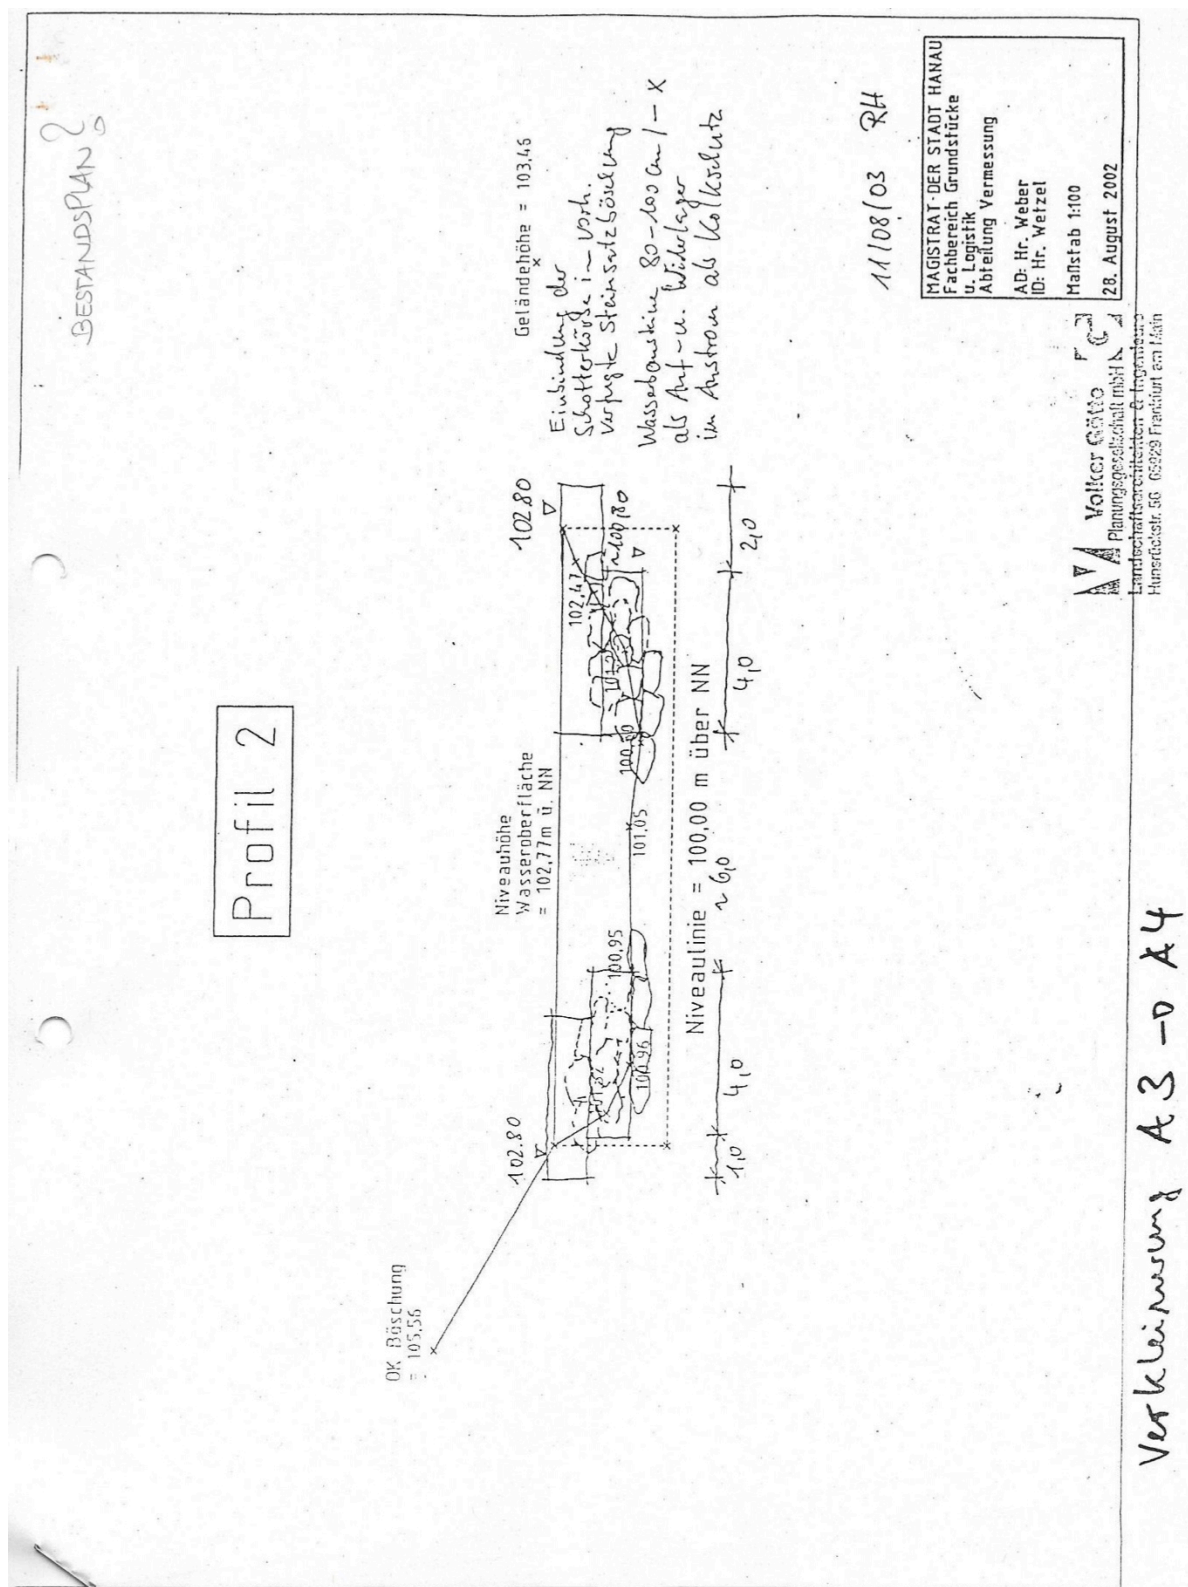 BESTANDSPLAN?
Profil 2
OK Böschung
= 105,56
Niveauhöhe
Wasseroberfläche
= 102,77m ü. NN
Geländehöhe = 103,46
Einbindung der
Schotterkörbe in vorh.
verfugte Steinsatzböschung
Wasserbausteine 80-100 cm
als Auf- u. Widerlager
im Anstrom als Kolkschutz
102.80
102.80
102,47
~100,80
100,95
100,96
101,05
Niveaulinie = 100,00 m über NN
1,0
4,0
~ 6,0
4,0
2,0
11/08/03 RH
MAGISTRAT-DER STADT HANAU
Fachbereich Grundstücke
u. Logistik
Abteilung Vermessung
AD: Hr. Weber
ID: Hr. Wetzel
Maßstab 1:100
28. August 2002
Volker Götte
Planungsgesellschaft mbH
Landschaftsarchitekten & Ingenieure
Hunsrückstr. 56 Frankfurt am Main
Verkleinerung A3 -D A4